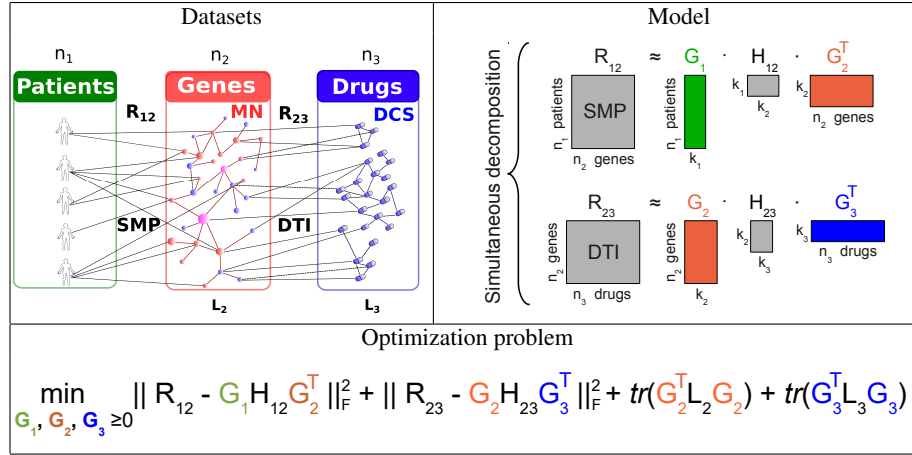 Datasets
n₁ n₂ n₃
Patients Genes Drugs
R₁₂ MN R₂₃ DCS
SMP DTI
L₂ L₃
Model
Simultaneous decomposition
R₁₂ ≈ G₁ · H₁₂ · G₂ᵀ
n₁ patients SMP n₁ patients k₁ k₂
n₂ genes k₁ k₂ n₂ genes
R₂₃ ≈ G₂ · H₂₃ · G₃ᵀ
n₂ genes DTI n₂ genes k₂ k₃
n₃ drugs k₂ k₃ n₃ drugs
Optimization problem
min || R₁₂ - G₁H₁₂G₂ᵀ ||²F + || R₂₃ - G₂H₂₃G₃ᵀ ||²F + tr(G₂ᵀL₂G₂) + tr(G₃ᵀL₃G₃)
G₁, G₂, G₃ ≥0